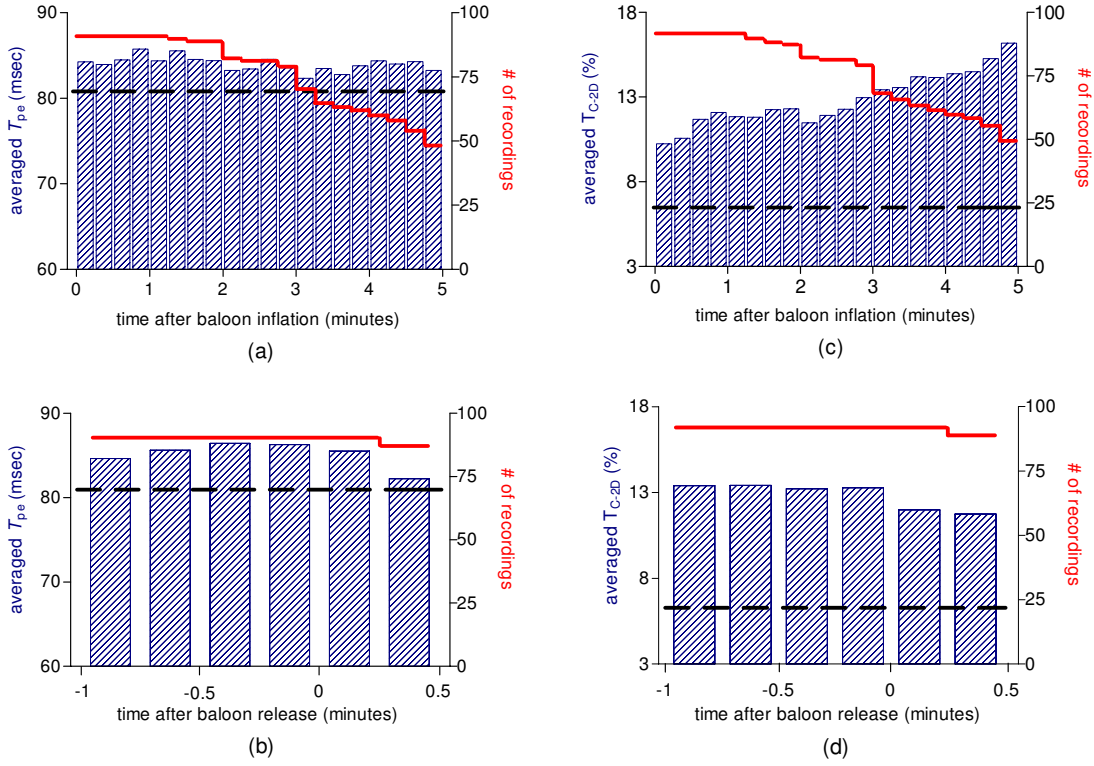 90
80
70
60
averaged Tpe (msec)
100
75
50
25
0
# of recordings
0 1 2 3 4 5
time after baloon inflation (minutes)
(a)
18
13
8
3
averaged TC-2D (%)
100
75
50
25
0
# of recordings
0 1 2 3 4 5
time after baloon inflation (minutes)
(c)
90
80
70
60
averaged Tpe (msec)
100
75
50
25
0
# of recordings
-1 -0.5 0 0.5
time after baloon release (minutes)
(b)
18
13
8
3
averaged TC-2D (%)
100
75
50
25
0
# of recordings
-1 -0.5 0 0.5
time after baloon release (minutes)
(d)